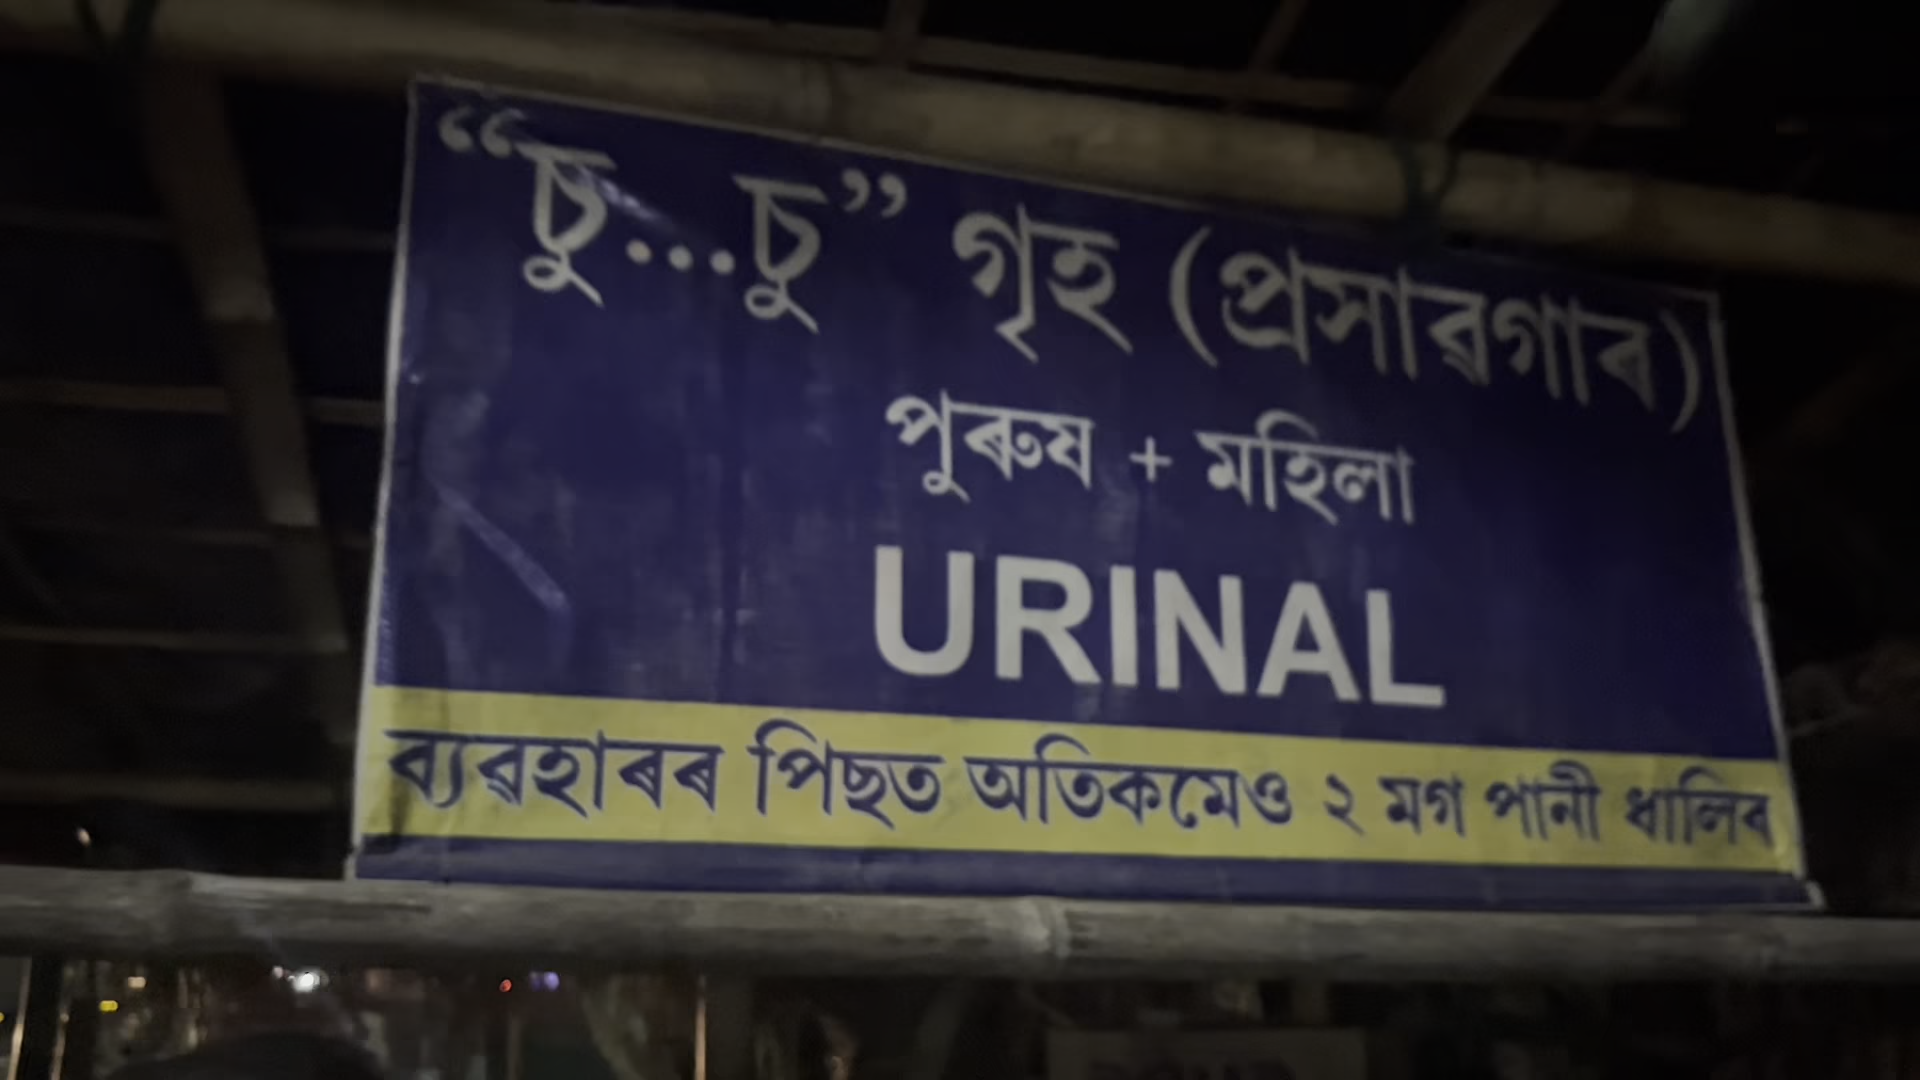 “চু...চু” গৃহ (প্ৰসাৱগাৰ)
পুৰুষ + মহিলা
URINAL
ব্যৱহাৰৰ পিছত অতিকমেও ২ মগ পানী ধালিব